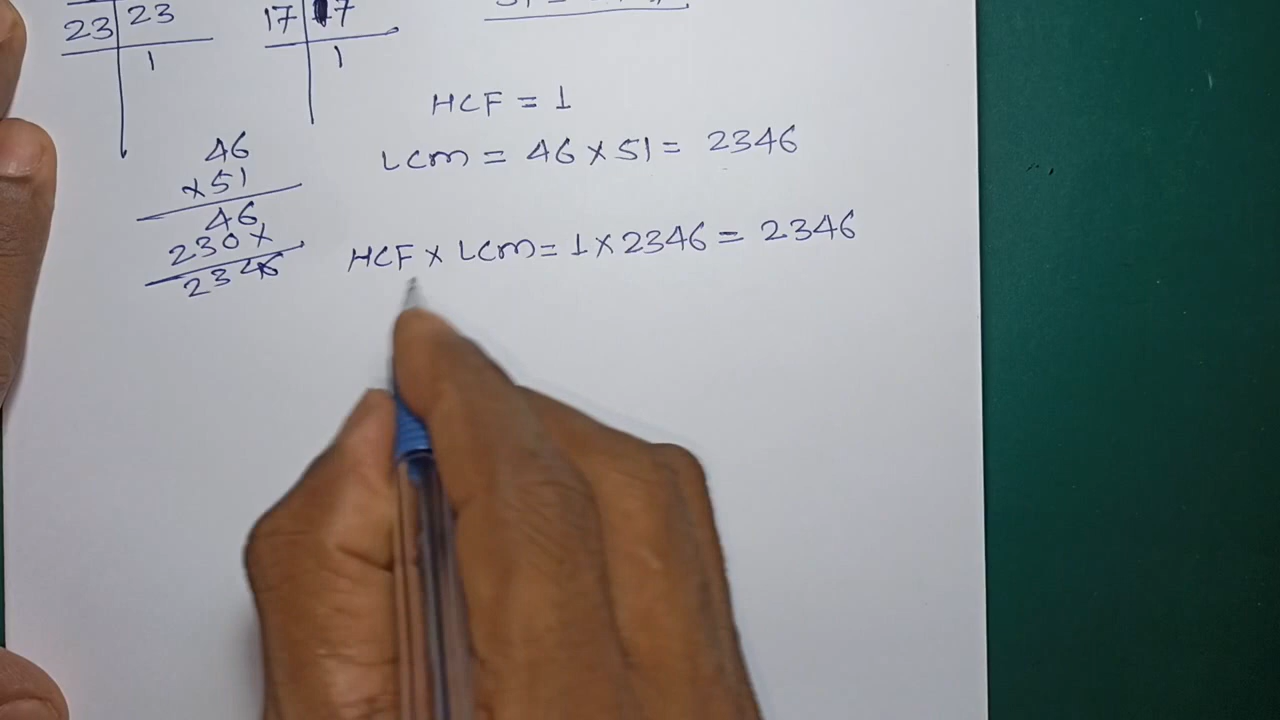 23 | 23
1
17 | 17
1
HCF = 1
LCM = 46 × 51 = 2346
46
×51
46
230×
2346
HCF × LCM = 1 × 2346 = 2346